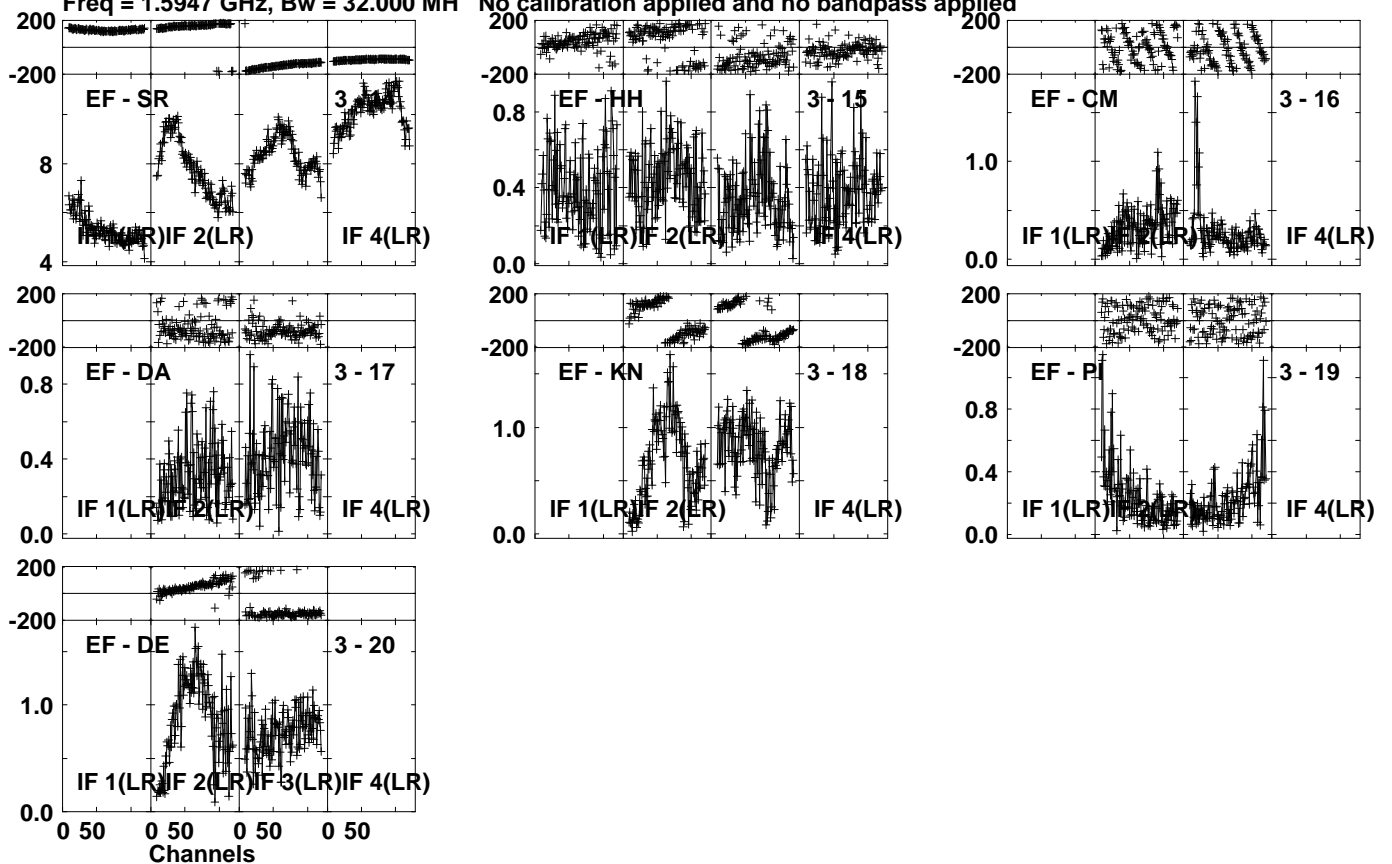 Freq = 1.5947 GHz, Bw = 32.000 MH No calibration applied and no bandpass applied
200
-200
EF - SR
8
4
IF 2(LR)
IF 4(LR)
200
-200
EF - HH
3 - 15
0.8
0.4
0.0
IF 1(LR)IF 2(LR)
IF 4(LR)
200
-200
EF - CM
3 - 16
1.0
0.0
IF 1(LR)
IF 4(LR)
200
-200
EF - DA
3 - 17
0.8
0.4
0.0
IF 1(LR)IF 2(LR)
IF 4(LR)
200
-200
EF - KN
3 - 18
1.0
0.0
IF 1(LR)IF 2(LR)
IF 4(LR)
200
-200
EF - PI
3 - 19
0.8
0.4
0.0
IF 1(LR)
IF 4(LR)
200
-200
EF - DE
3 - 20
1.0
0.0
IF 1(LR)IF 2(LR)IF 3(LR)IF 4(LR)
0 50 0 50 0 50 0 50
Channels